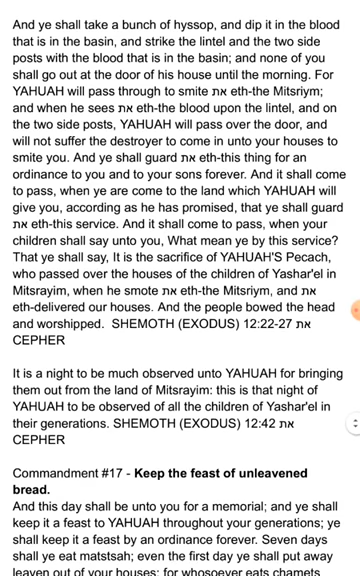 And ye shall take a bunch of hyssop, and dip it in the blood
that is in the basin, and strike the lintel and the two side
posts with the blood that is in the basin; and none of you
shall go out at the door of his house until the morning. For
YAHUAH will pass through to smite את eth-the Mitsriym;
and when he sees את eth-the blood upon the lintel, and on
the two side posts, YAHUAH will pass over the door, and
will not suffer the destroyer to come in unto your houses to
smite you. And ye shall guard את eth-this thing for an
ordinance to you and to your sons forever. And it shall come
to pass, when ye are come to the land which YAHUAH will
give you, according as he has promised, that ye shall guard
את eth-this service. And it shall come to pass, when your
children shall say unto you, What mean ye by this service?
That ye shall say, It is the sacrifice of YAHUAH'S Pecach,
who passed over the houses of the children of Yashar'el in
Mitsrayim, when he smote את eth-the Mitsriym, and את
eth-delivered our houses. And the people bowed the head
and worshipped. SHEMOTH (EXODUS) 12:22-27 את
CEPHER
It is a night to be much observed unto YAHUAH for bringing
them out from the land of Mitsrayim: this is that night of
YAHUAH to be observed of all the children of Yashar'el in
their generations. SHEMOTH (EXODUS) 12:42 את
CEPHER
Commandment #17 - Keep the feast of unleavened
bread.
And this day shall be unto you for a memorial; and ye shall
keep it a feast to YAHUAH throughout your generations; ye
shall keep it a feast by an ordinance forever. Seven days
shall ye eat matstsah; even the first day ye shall put away
leaven out of your houses: for whosoever eats chamets